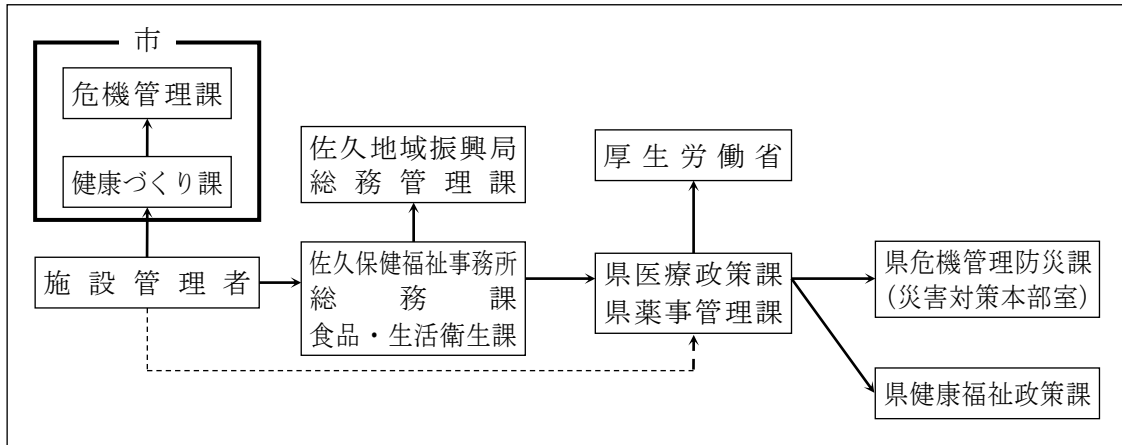 市
危機管理課
健康づくり課
施設管理者
佐久地域振興局
総務管理課
佐久保健福祉事務所
総務課
食品・生活衛生課
厚生労働省
県医療政策課
県薬事管理課
県危機管理防災課
（災害対策本部室）
県健康福祉政策課